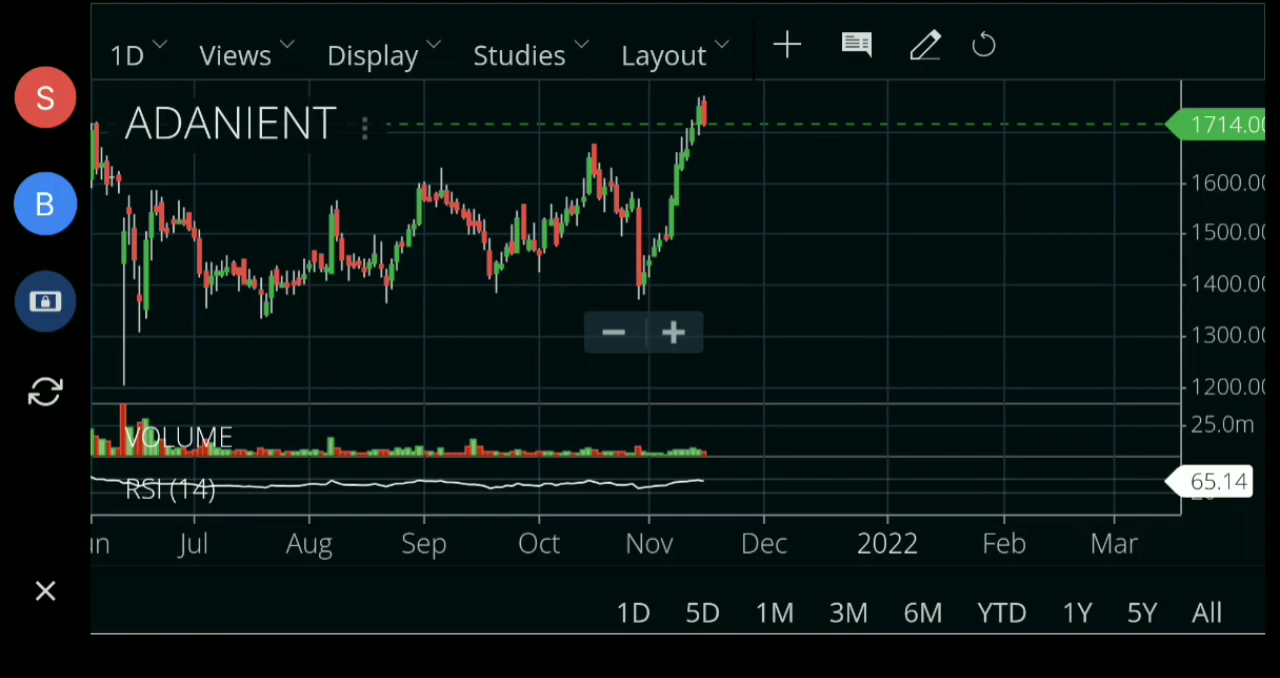 1D Views Display Studies Layout
S
ADANIENT
1714.00
B
1600.00
1500.00
1400.00
1300.00
1200.00
VOLUME
25.0m
RSI (14)
65.14
un Jul Aug Sep Oct Nov Dec 2022 Feb Mar
1D 5D 1M 3M 6M YTD 1Y 5Y All